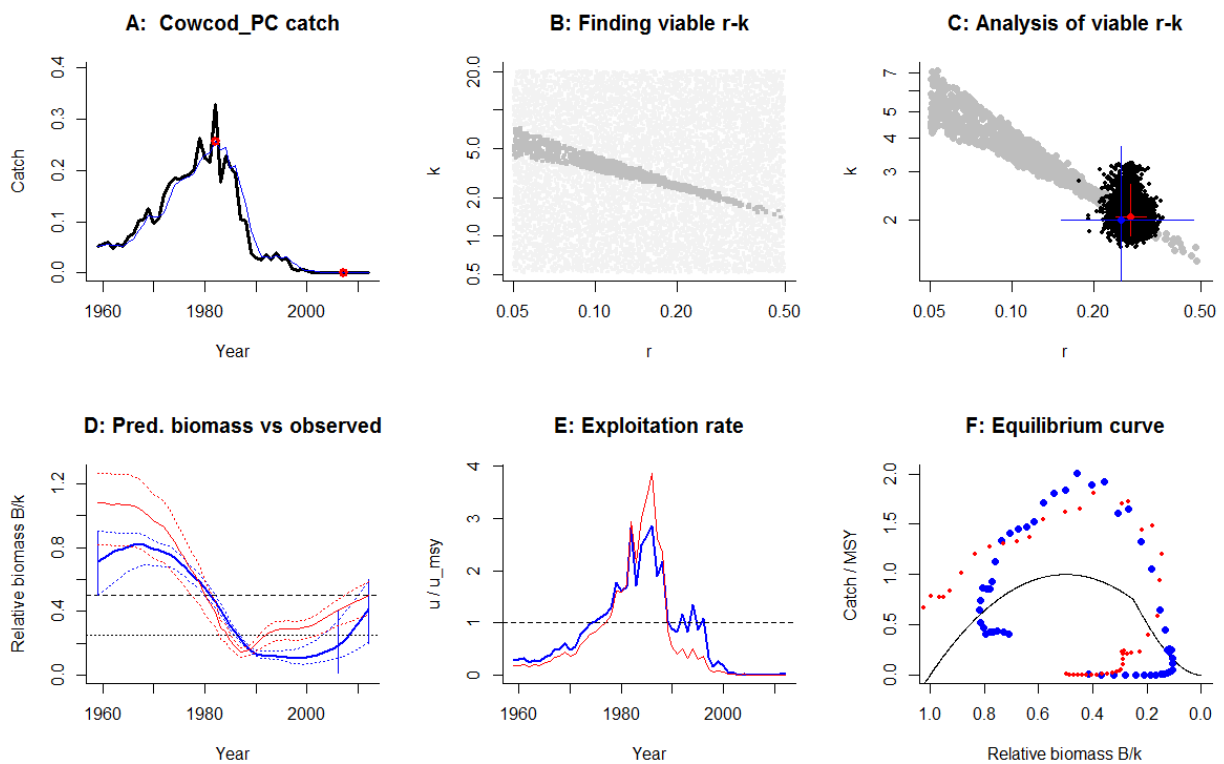 A:  Cowcod_PC catch
B: Finding viable r-k
C: Analysis of viable r-k
Catch
0.0 0.1 0.2 0.3 0.4
1960 1980 2000
Year
k
0.5 1.0 2.0 5.0 20.0
0.05 0.10 0.20 0.50
r
k
2 3 4 5 7
0.05 0.10 0.20 0.50
r
D: Pred. biomass vs observed
E: Exploitation rate
F: Equilibrium curve
Relative biomass B/k
0.0 0.4 0.8 1.2
1960 1980 2000
Year
u / u_msy
0 1 2 3 4
1960 1980 2000
Year
Catch / MSY
0.0 0.5 1.0 1.5 2.0
1.0 0.8 0.6 0.4 0.2 0.0
Relative biomass B/k